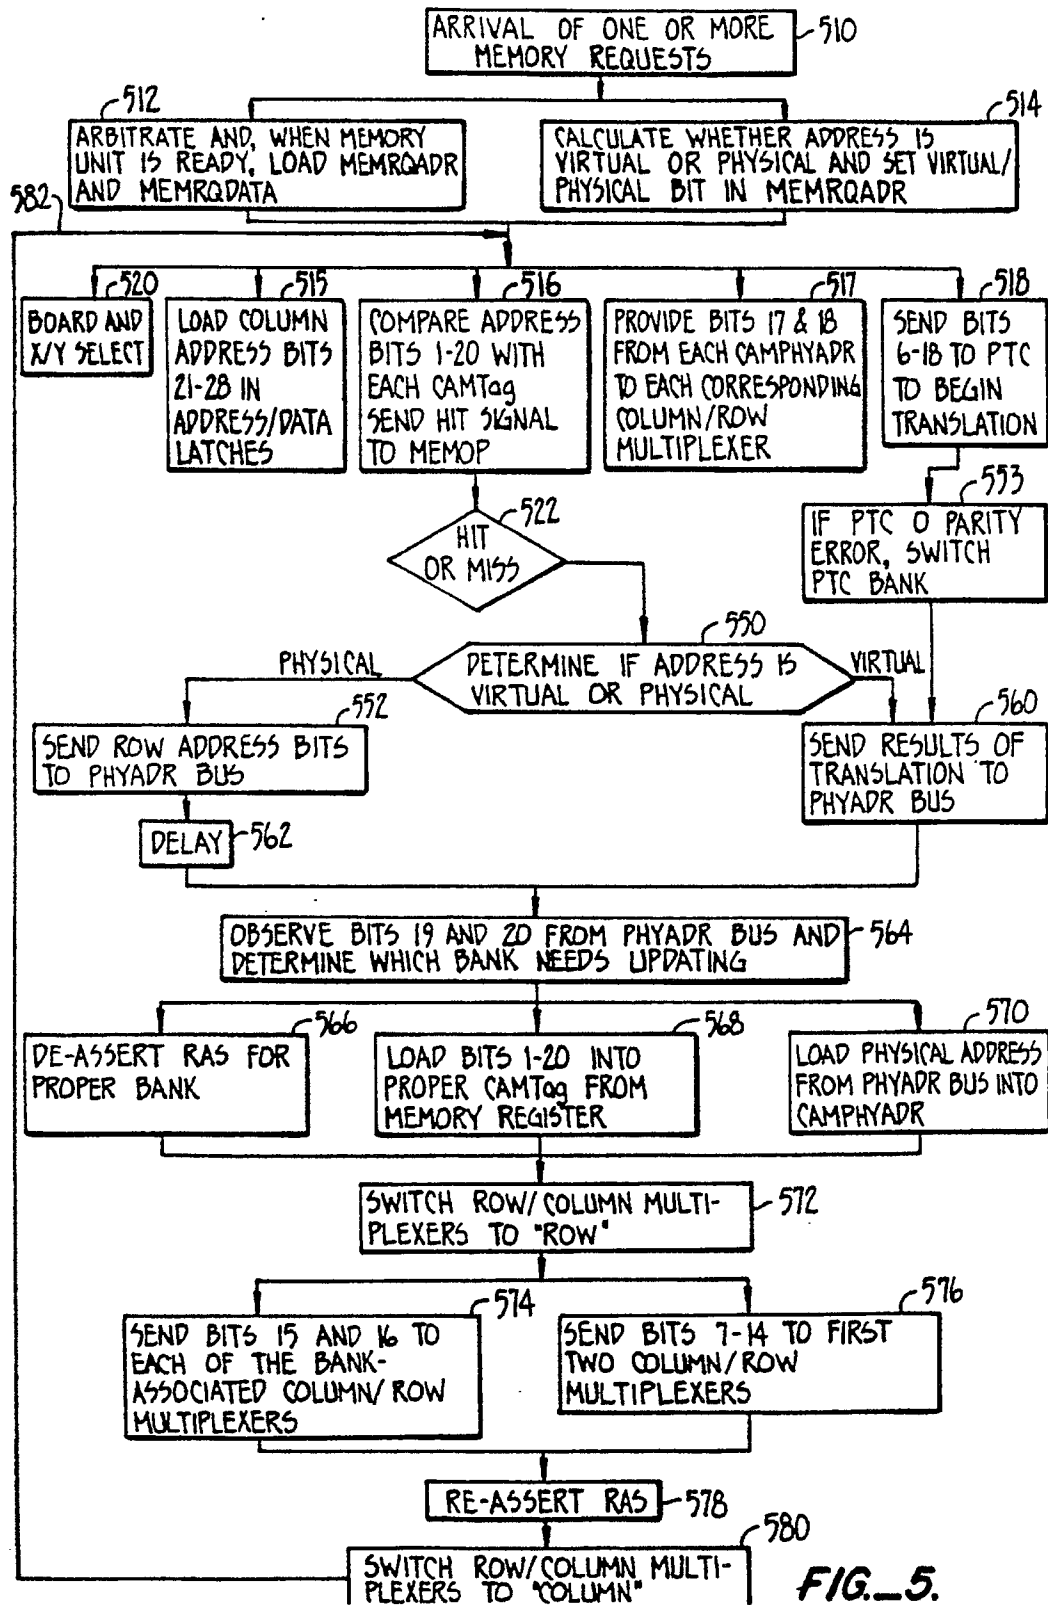 ARRIVAL OF ONE OR MORE
MEMORY REQUESTS
510
512
ARBITRATE AND, WHEN MEMORY
UNIT IS READY, LOAD MEMRQADR
AND MEMRQDATA
514
CALCULATE WHETHER ADDRESS IS
VIRTUAL OR PHYSICAL AND SET VIRTUAL/
PHYSICAL BIT IN MEMRQADR
582
520
BOARD AND
X/Y SELECT
515
LOAD COLUMN
ADDRESS BITS
21-28 IN
ADDRESS/DATA
LATCHES
516
COMPARE ADDRESS
BITS 1-20 WITH
EACH CAMTag
SEND HIT SIGNAL
TO MEMOP
517
PROVIDE BITS 17 & 18
FROM EACH CAMPHYADR
TO EACH CORRESPONDING
COLUMN/ROW
MULTIPLEXER
518
SEND BITS
6-18 TO PTC
TO BEGIN
TRANSLATION
522
HIT
OR MISS
553
IF PTC 0 PARITY
ERROR, SWITCH
PTC BANK
550
DETERMINE IF ADDRESS IS
VIRTUAL OR PHYSICAL
PHYSICAL
VIRTUAL
552
SEND ROW ADDRESS BITS
TO PHYADR BUS
560
SEND RESULTS OF
TRANSLATION TO
PHYADR BUS
DELAY
562
OBSERVE BITS 19 AND 20 FROM PHYADR BUS AND
DETERMINE WHICH BANK NEEDS UPDATING
564
566
DE-ASSERT RAS FOR
PROPER BANK
568
LOAD BITS 1-20 INTO
PROPER CAMTag FROM
MEMORY REGISTER
570
LOAD PHYSICAL ADDRESS
FROM PHYADR BUS INTO
CAMPHYADR
SWITCH ROW/COLUMN MULTI-
PLEXERS TO "ROW"
572
574
SEND BITS 15 AND 16 TO
EACH OF THE BANK-
ASSOCIATED COLUMN/ROW
MULTIPLEXERS
576
SEND BITS 7-14 TO FIRST
TWO COLUMN/ROW
MULTIPLEXERS
RE-ASSERT RAS
578
580
SWITCH ROW/COLUMN MULTI-
PLEXERS TO "COLUMN"
FIG._5.